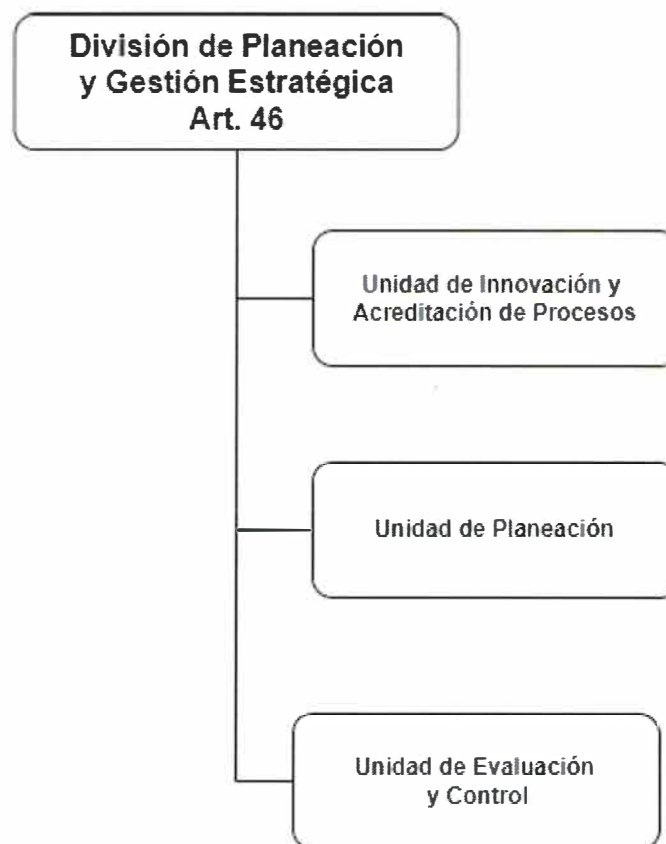 División de Planeación
y Gestión Estratégica
Art. 46
Unidad de Innovación y
Acreditación de Procesos
Unidad de Planeación
Unidad de Evaluación
y Control